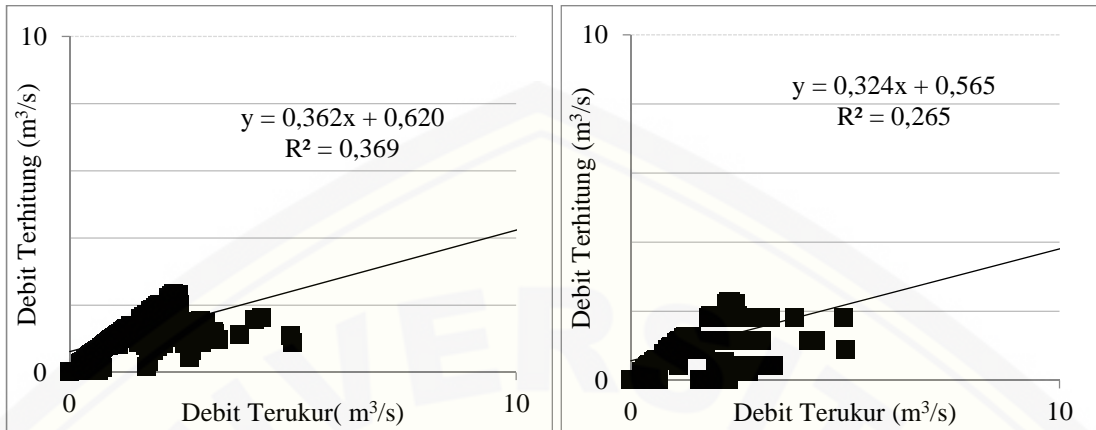 10
Debit Terhitung (m³/s)
y = 0,362x + 0,620
R² = 0,369
0
0
10
Debit Terukur( m³/s)
10
Debit Terhitung (m³/s)
y = 0,324x + 0,565
R² = 0,265
0
0
10
Debit Terukur (m³/s)